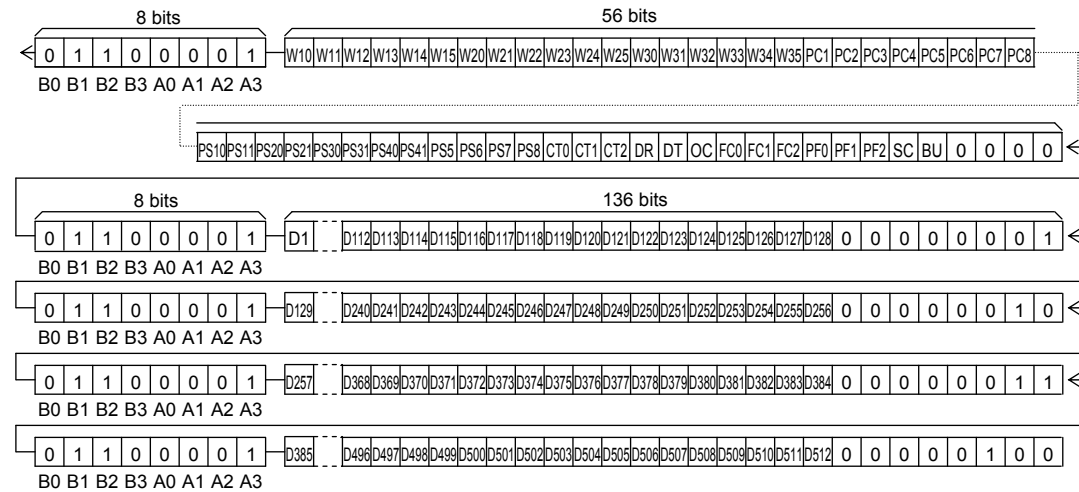 8 bits 56 bits
0 1 1 0 0 0 0 1 W10 W11 W12 W13 W14 W15 W20 W21 W22 W23 W24 W25 W30 W31 W32 W33 W34 W35 PC1 PC2 PC3 PC4 PC5 PC6 PC7 PC8
B0 B1 B2 B3 A0 A1 A2 A3
PS10 PS11 PS20 PS21 PS30 PS31 PS40 PS41 PS5 PS6 PS7 PS8 CT0 CT1 CT2 DR DT OC FC0 FC1 FC2 PF0 PF1 PF2 SC BU 0 0 0 0
8 bits 136 bits
0 1 1 0 0 0 0 1 D1 D112 D113 D114 D115 D116 D117 D118 D119 D120 D121 D122 D123 D124 D125 D126 D127 D128 0 0 0 0 0 0 0 1
B0 B1 B2 B3 A0 A1 A2 A3
0 1 1 0 0 0 0 1 D129 D240 D241 D242 D243 D244 D245 D246 D247 D248 D249 D250 D251 D252 D253 D254 D255 D256 0 0 0 0 0 0 1 0
B0 B1 B2 B3 A0 A1 A2 A3
0 1 1 0 0 0 0 1 D257 D368 D369 D370 D371 D372 D373 D374 D375 D376 D377 D378 D379 D380 D381 D382 D383 D384 0 0 0 0 0 0 1 1
B0 B1 B2 B3 A0 A1 A2 A3
0 1 1 0 0 0 0 1 D385 D496 D497 D498 D499 D500 D501 D502 D503 D504 D505 D506 D507 D508 D509 D510 D511 D512 0 0 0 0 0 1 0 0
B0 B1 B2 B3 A0 A1 A2 A3